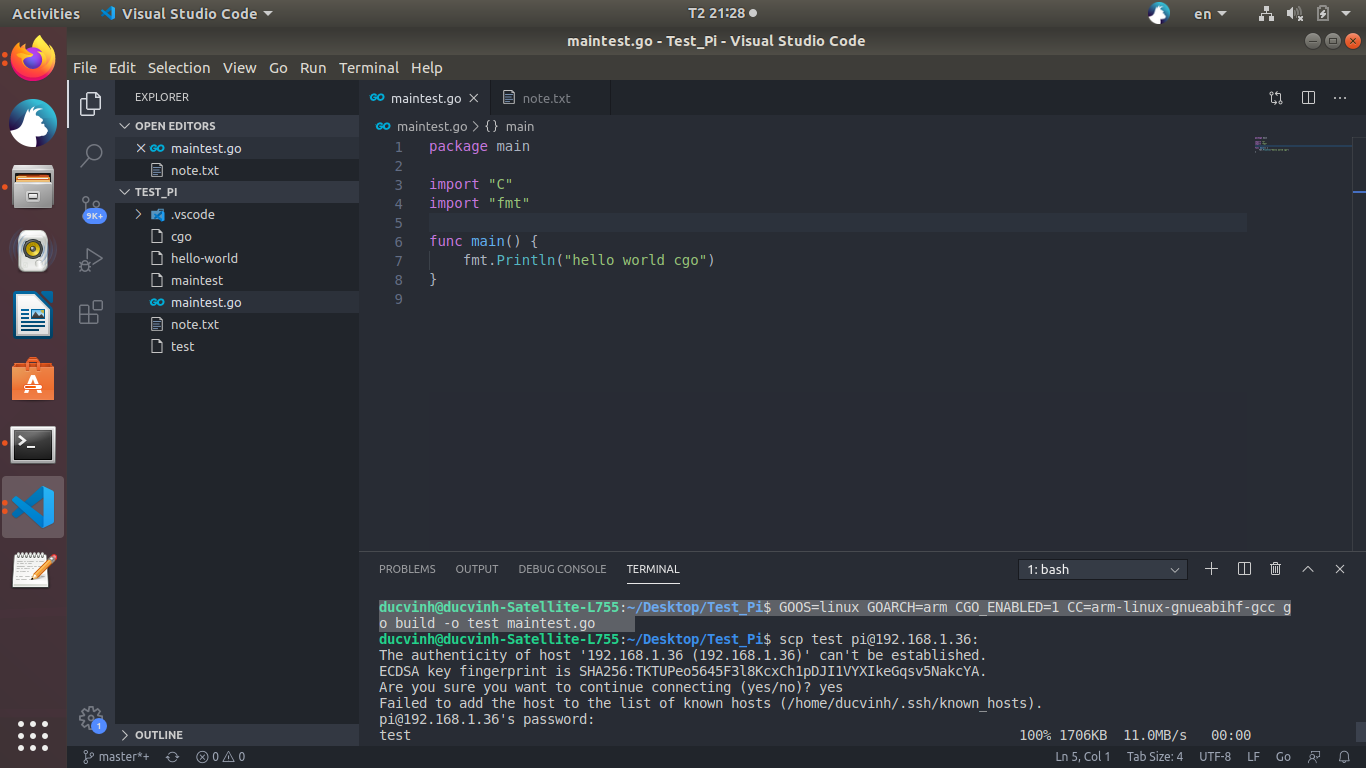 Activities Visual Studio Code T2 21:28 en
maintest.go - Test_Pi - Visual Studio Code
File Edit Selection View Go Run Terminal Help
EXPLORER
OPEN EDITORS
GO maintest.go
note.txt
TEST_PI
.vscode
cgo
hello-world
maintest
GO maintest.go
note.txt
test
OUTLINE
9K+
1
GO maintest.go note.txt
GO maintest.go {} main
1 package main
2
3 import "C"
4 import "fmt"
5
6 func main() {
7 fmt.Println("hello world cgo")
8 }
9
PROBLEMS OUTPUT DEBUG CONSOLE TERMINAL 1: bash
ducvinh@ducvinh-Satellite-L755:~/Desktop/Test_Pi$ GOOS=linux GOARCH=arm CGO_ENABLED=1 CC=arm-linux-gnueabihf-gcc g
o build -o test maintest.go
ducvinh@ducvinh-Satellite-L755:~/Desktop/Test_Pi$ scp test pi@192.168.1.36:
The authenticity of host '192.168.1.36 (192.168.1.36)' can't be established.
ECDSA key fingerprint is SHA256:TKTUPeo5645F3l8KcxCh1pDJI1VYXIkeGqsv5NakcYA.
Are you sure you want to continue connecting (yes/no)? yes
Failed to add the host to the list of known hosts (/home/ducvinh/.ssh/known_hosts).
pi@192.168.1.36's password:
test 100% 1706KB 11.0MB/s 00:00
master*+ 0 0 Ln 5, Col 1 Tab Size: 4 UTF-8 LF Go